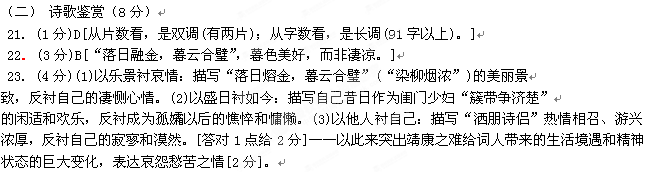 （二） 诗歌鉴赏（8 分）
21. (1 分)D[从片数看，是双调(有两片)；从字数看，是长调(91 字以上)。]
22. (3 分)B[“落日融金，暮云合璧”，暮色美好，而非凄凉。]
23. (4 分)(1)以乐景衬哀情：描写“落日熔金，暮云合璧”(“染柳烟浓”)的美丽景
致，反衬自己的凄恻心情。(2)以盛日衬如今：描写自己昔日作为闺门少妇“簇带争济楚”
的闲适和欢乐，反衬成为孤孀以后的憔悴和慵懒。(3)以他人衬自己：描写“洒朋诗侣”热情相召、游兴
浓厚，反衬自己的寂寥和漠然。[答对 1 点给 2 分]——以此来突出靖康之难给词人带来的生活境遇和精神
状态的巨大变化，表达哀怨愁苦之情[2 分]。